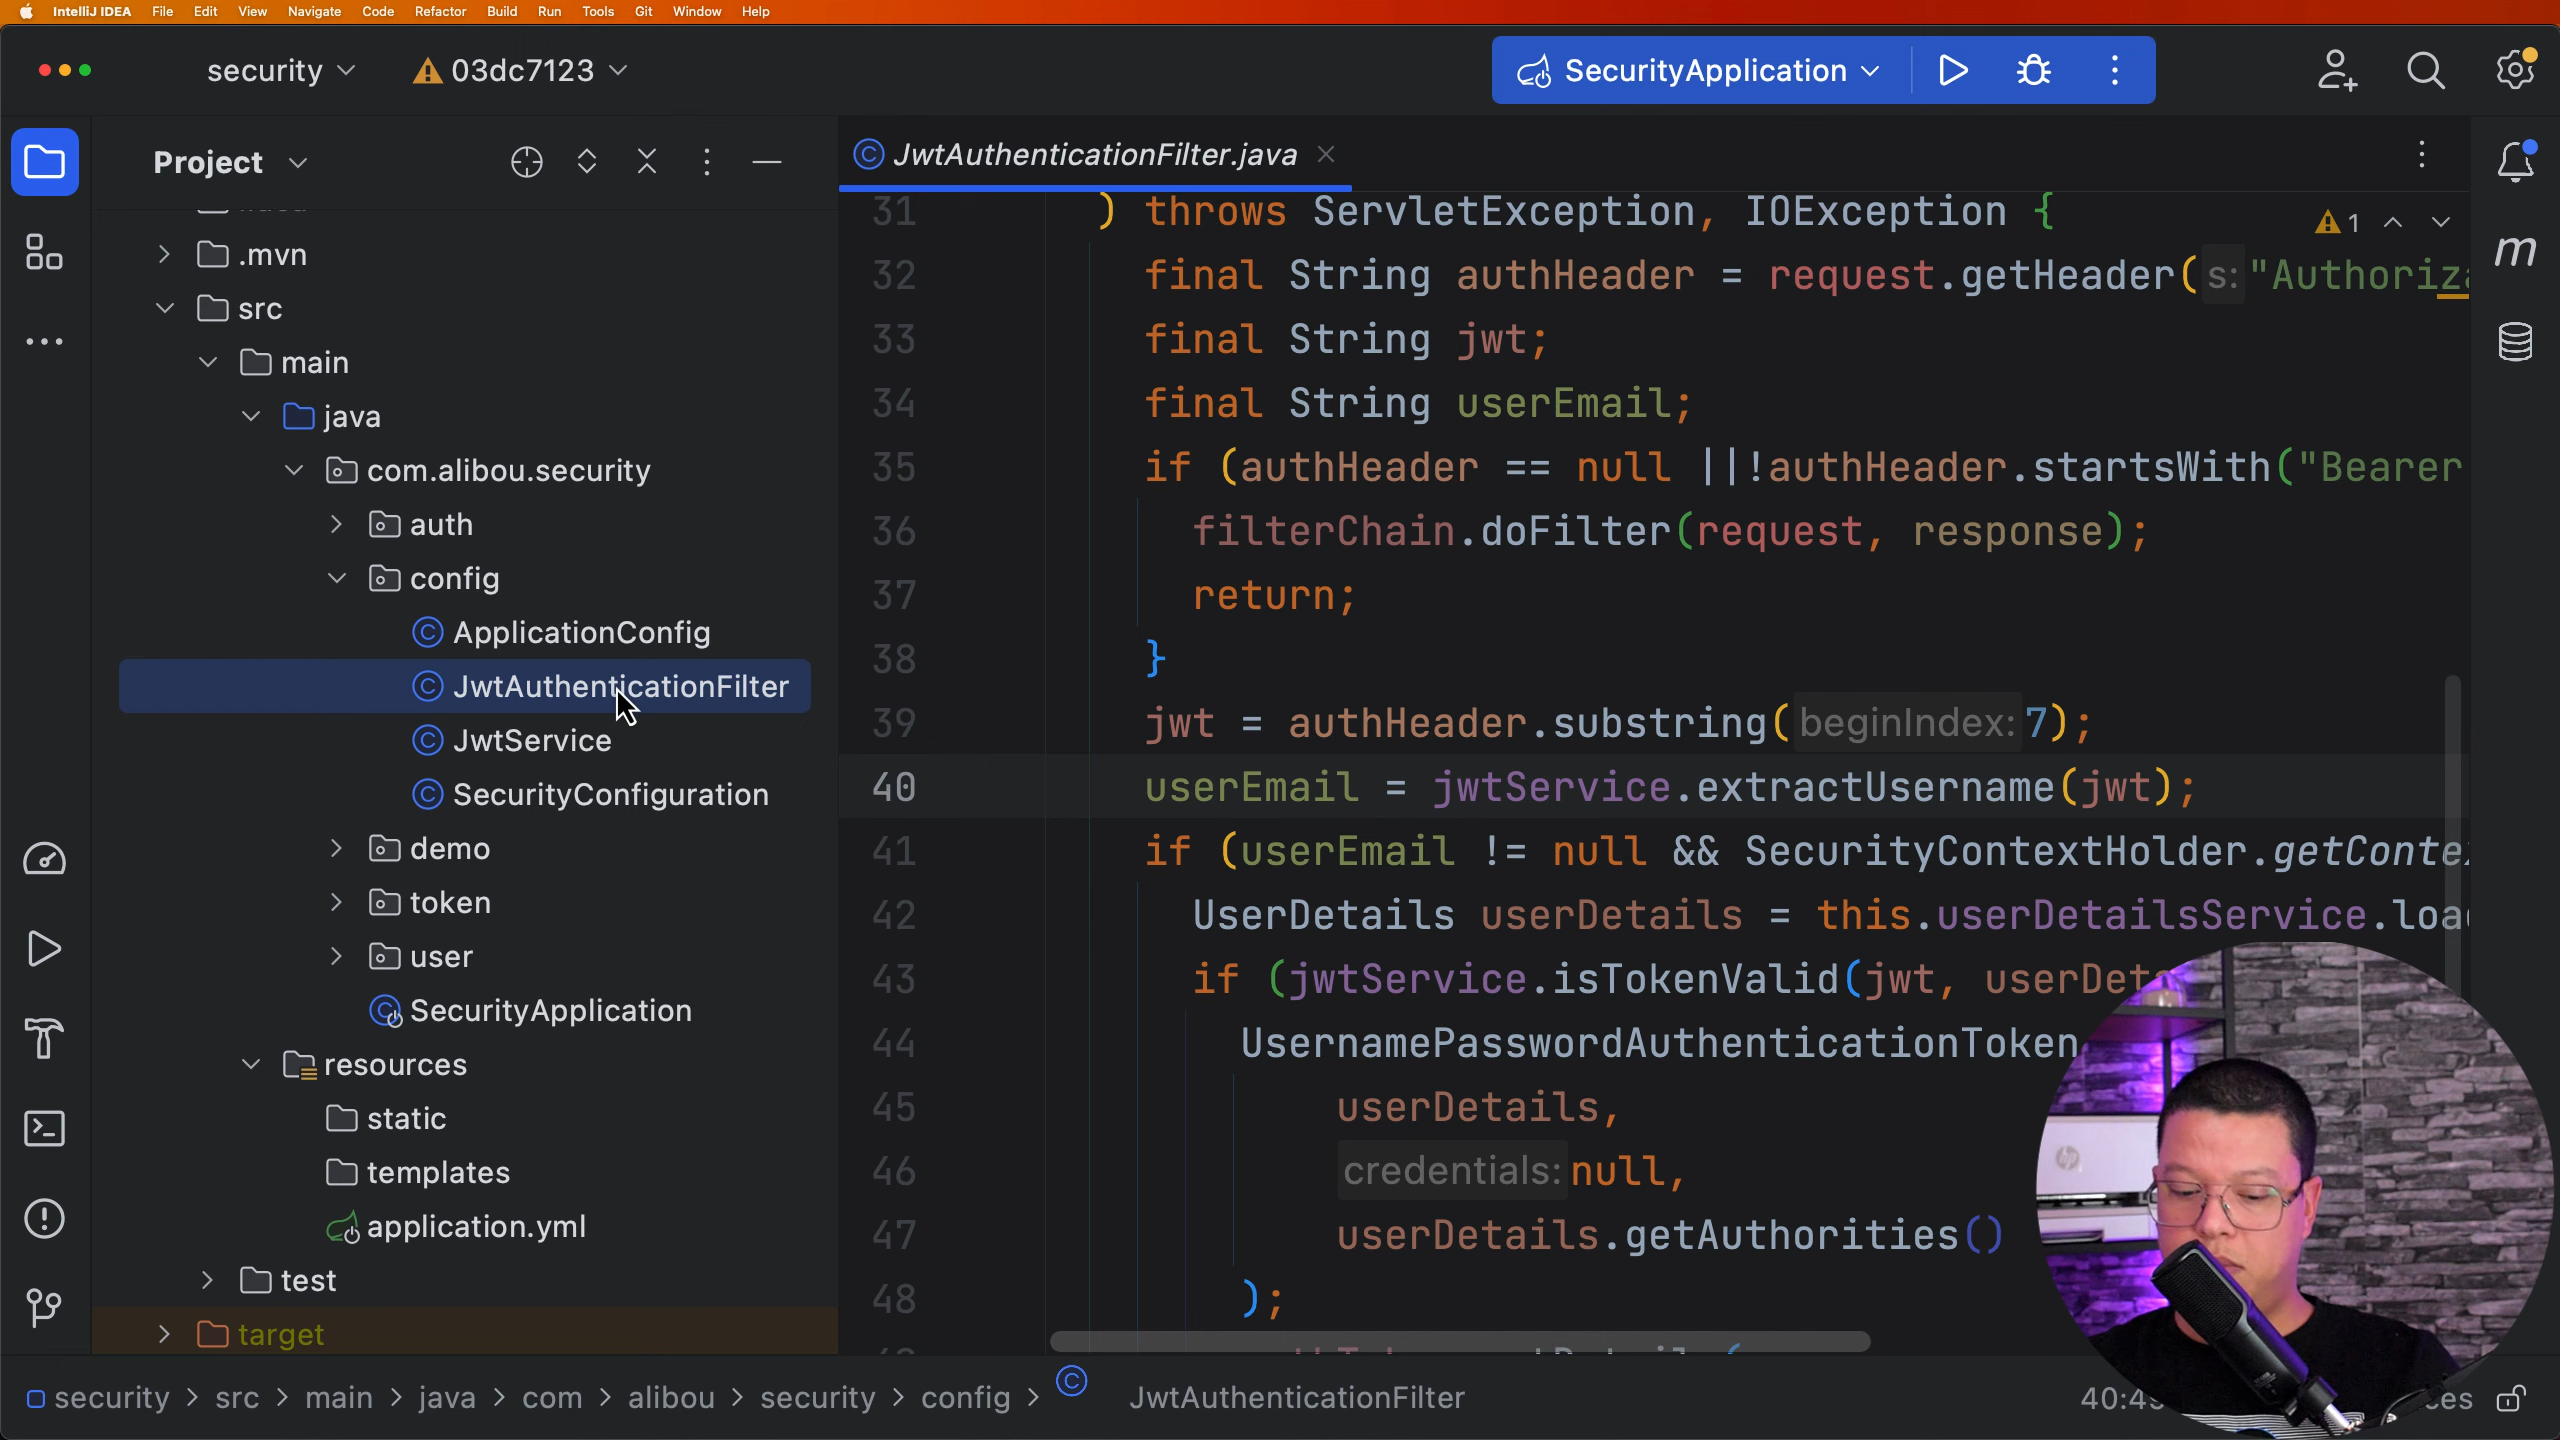 IntelliJ IDEA File Edit View Navigate Code Refactor Build Run Tools Git Window Help
security 03dc7123 SecurityApplication
Project
.mvn
src
main
java
com.alibou.security
auth
config
ApplicationConfig
JwtAuthenticationFilter
JwtService
SecurityConfiguration
demo
token
user
SecurityApplication
resources
static
templates
application.yml
test
target
JwtAuthenticationFilter.java
1
m
31 ) throws ServletException, IOException {
32 final String authHeader = request.getHeader( s: "Authoriza
33 final String jwt;
34 final String userEmail;
35 if (authHeader == null ||!authHeader.startsWith("Bearer
36 filterChain.doFilter(request, response);
37 return;
38 }
39 jwt = authHeader.substring( beginIndex: 7);
40 userEmail = jwtService.extractUsername(jwt);
41 if (userEmail != null && SecurityContextHolder.getContex
42 UserDetails userDetails = this.userDetailsService.load
43 if (jwtService.isTokenValid(jwt, userDeta
44 UsernamePasswordAuthenticationToken
45 userDetails,
46 credentials: null,
47 userDetails.getAuthorities()
48 );
security > src > main > java > com > alibou > security > config > JwtAuthenticationFilter